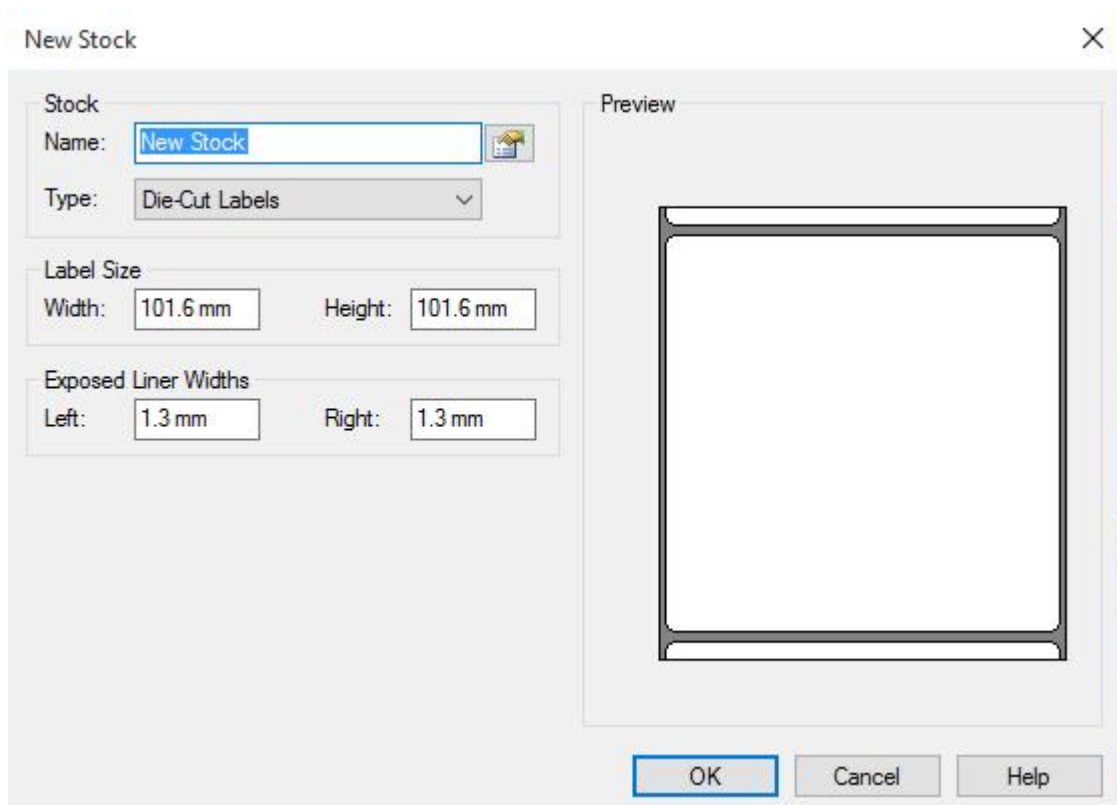 New Stock
Stock
Name: New Stock
Type: Die-Cut Labels
Label Size
Width: 101.6 mm Height: 101.6 mm
Exposed Liner Widths
Left: 1.3 mm Right: 1.3 mm
Preview
OK Cancel Help